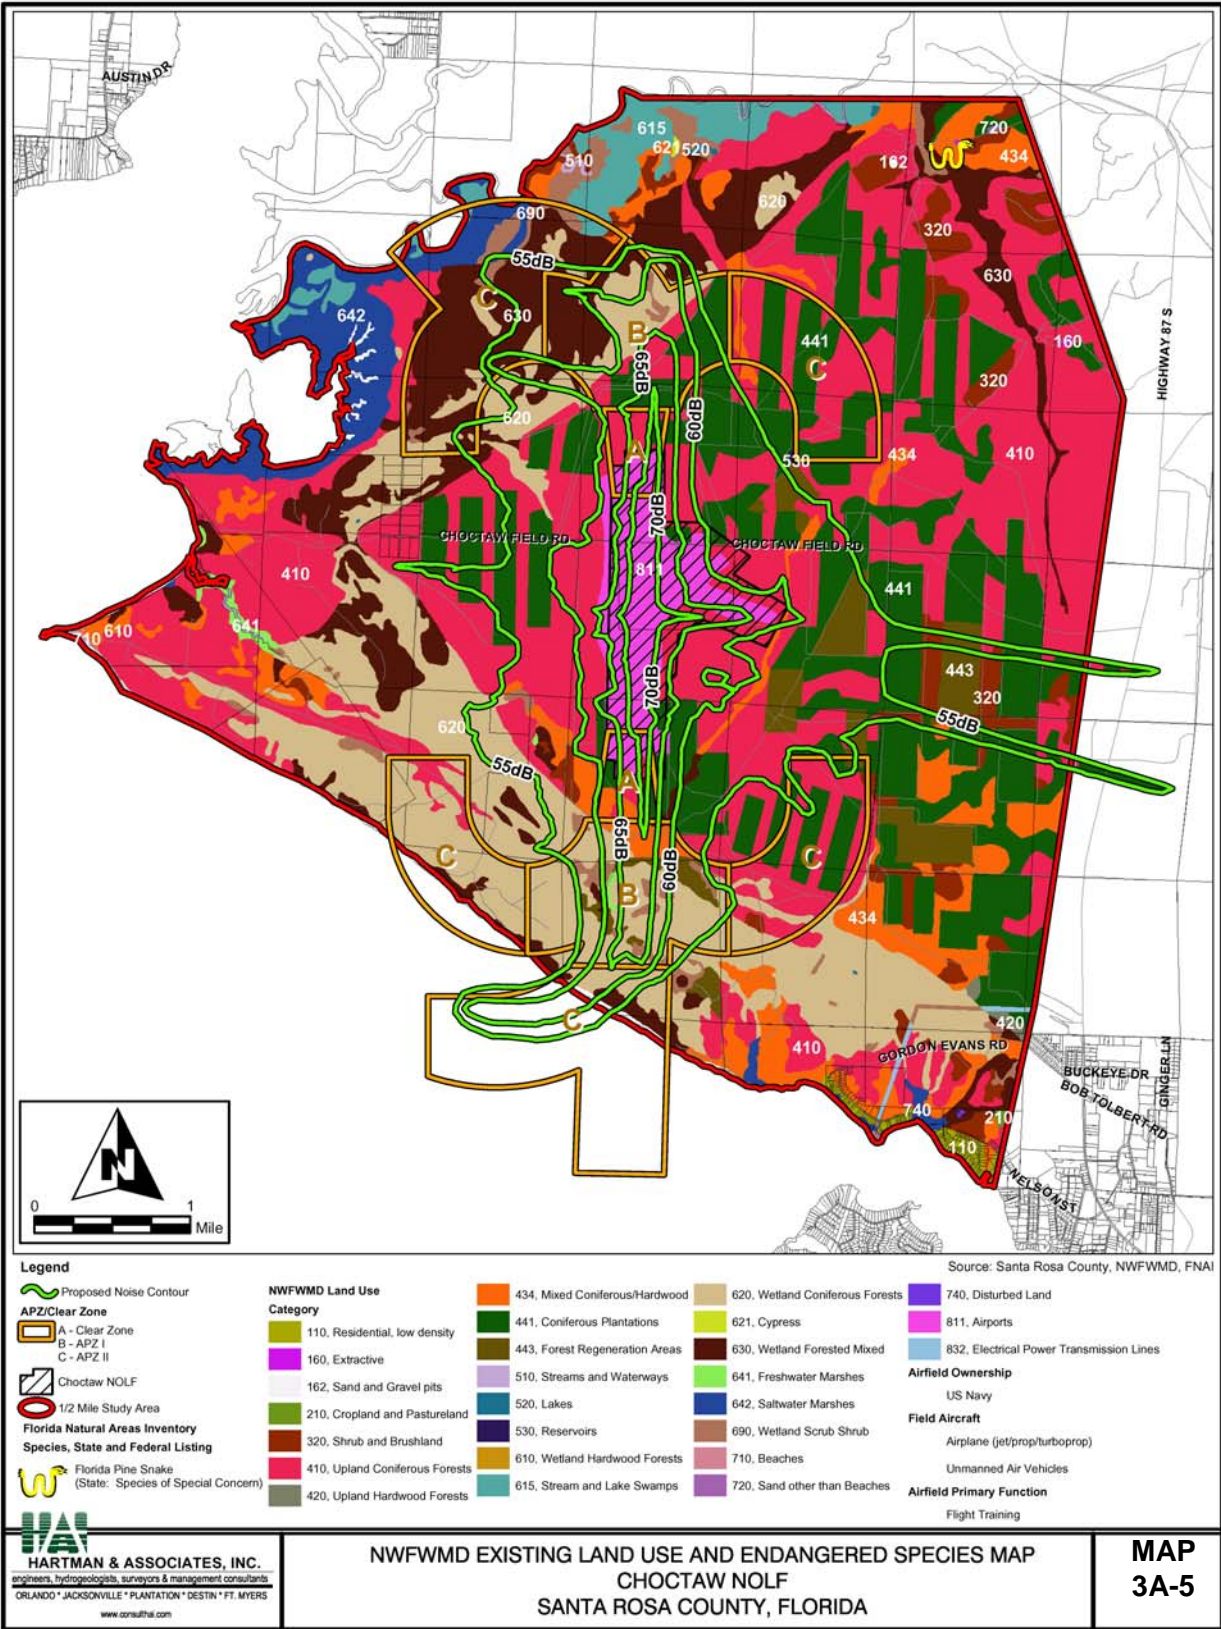 AUSTIN DR
615
720
621
520
510
162
434
620
690
320
55dB
630
C
630
642
B
441
160
HIGHWAY 87 S
65dB
C
320
60dB
620
A
530
434
410
70dB
CHOCTAW FIELD RD
CHOCTAW FIELD RD
410
811
441
710
610
641
443
70dB
320
620
55dB
55dB
A
65dB
C
60dB
C
B
434
C
420
410
GORDON EVANS RD
BUCKEYE DR
GINGER LN
BOB TOLBERT RD
740
210
110
NELSON ST
N
0 1
Mile
Legend
Source: Santa Rosa County, NWFWMD, FNAI
Proposed Noise Contour
APZ/Clear Zone
A - Clear Zone
B - APZ I
C - APZ II
Choctaw NOLF
1/2 Mile Study Area
Florida Natural Areas Inventory
Species, State and Federal Listing
Florida Pine Snake
(State: Species of Special Concern)
NWFWMD Land Use
Category
110, Residential, low density
160, Extractive
162, Sand and Gravel pits
210, Cropland and Pastureland
320, Shrub and Brushland
410, Upland Coniferous Forests
420, Upland Hardwood Forests
434, Mixed Coniferous/Hardwood
441, Coniferous Plantations
443, Forest Regeneration Areas
510, Streams and Waterways
520, Lakes
530, Reservoirs
610, Wetland Hardwood Forests
615, Stream and Lake Swamps
620, Wetland Coniferous Forests
621, Cypress
630, Wetland Forested Mixed
641, Freshwater Marshes
642, Saltwater Marshes
690, Wetland Scrub Shrub
710, Beaches
720, Sand other than Beaches
740, Disturbed Land
811, Airports
832, Electrical Power Transmission Lines
Airfield Ownership
US Navy
Field Aircraft
Airplane (jet/prop/turboprop)
Unmanned Air Vehicles
Airfield Primary Function
Flight Training
HAI
HARTMAN & ASSOCIATES, INC.
engineers, hydrogeologists, surveyors & management consultants
ORLANDO * JACKSONVILLE * PLANTATION * DESTIN * FT. MYERS
www.consulthai.com
NWFWMD EXISTING LAND USE AND ENDANGERED SPECIES MAP
CHOCTAW NOLF
SANTA ROSA COUNTY, FLORIDA
MAP
3A-5